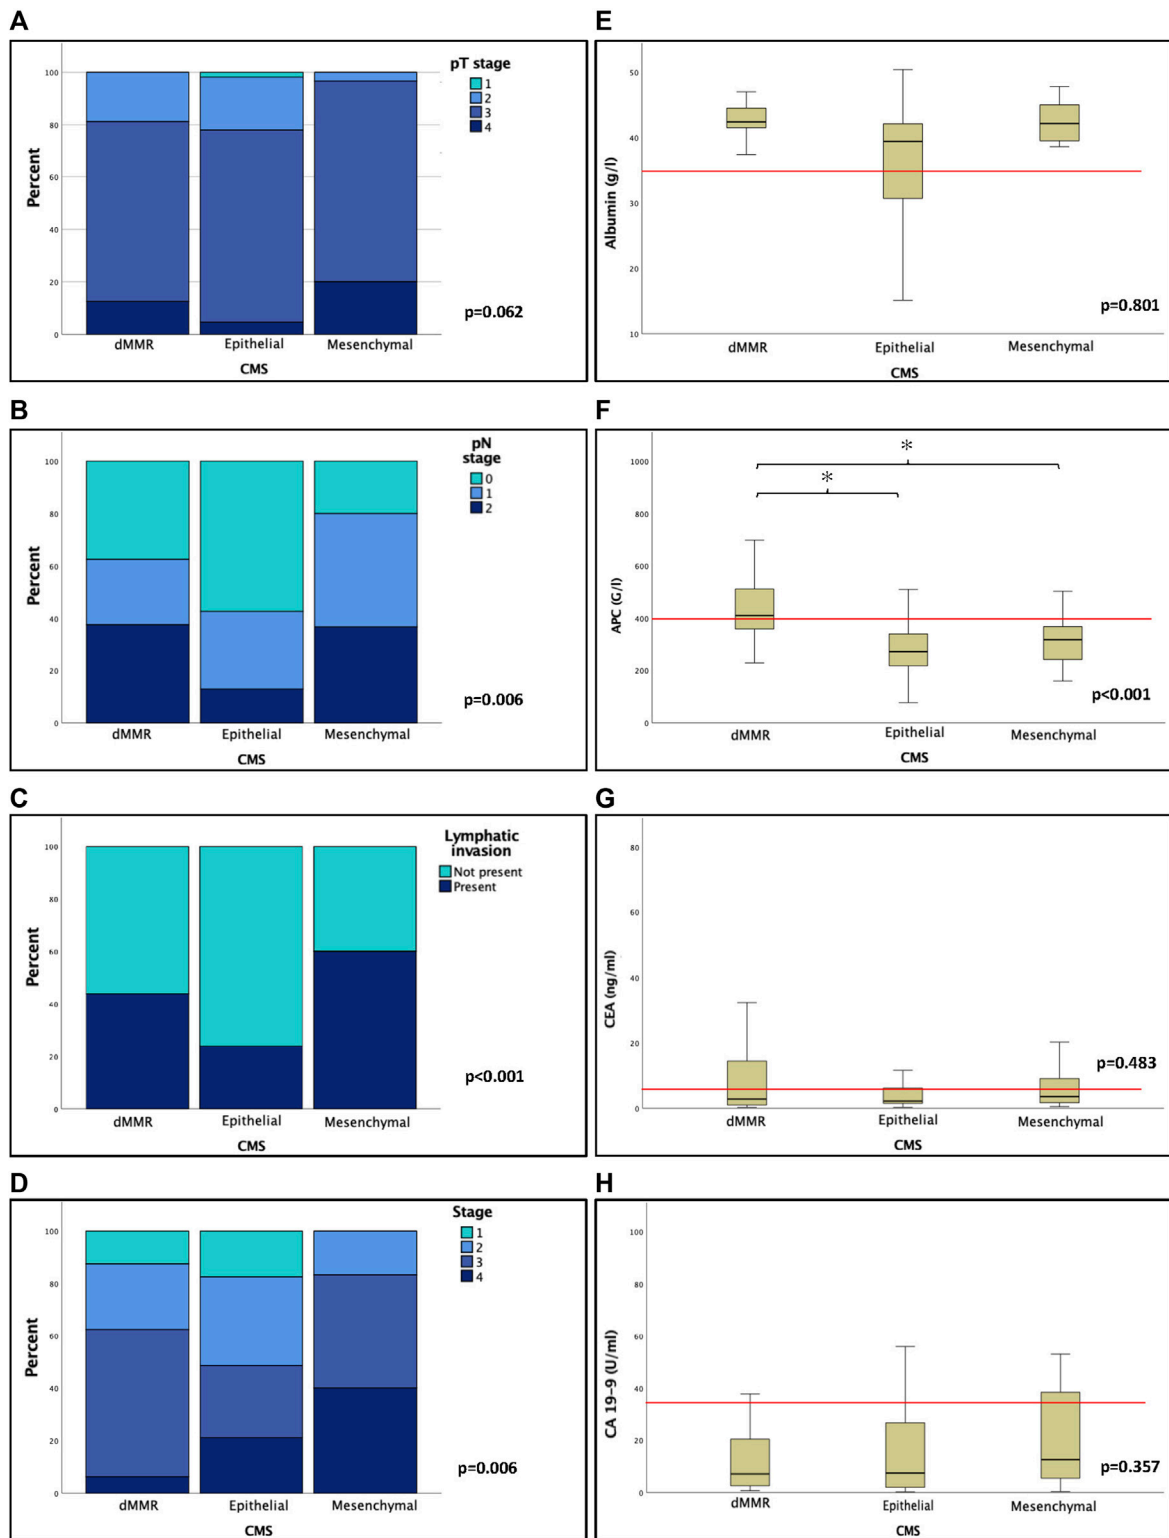 A
100
80
60
40
20
0
Percent
dMMR Epithelial Mesenchymal
CMS
pT stage
1
2
3
4
p=0.062
B
100
80
60
40
20
0
Percent
dMMR Epithelial Mesenchymal
CMS
pN
stage
0
1
2
p=0.006
C
100
80
60
40
20
0
Percent
dMMR Epithelial Mesenchymal
CMS
Lymphatic
invasion
Not present
Present
p<0.001
D
100
80
60
40
20
0
Percent
dMMR Epithelial Mesenchymal
CMS
Stage
1
2
3
4
p=0.006
E
50
40
30
20
10
Albumin (g/l)
dMMR Epithelial Mesenchymal
CMS
p=0.801
F
1000
800
600
400
200
0
APC (G/l)
*
*
dMMR Epithelial Mesenchymal
CMS
p<0.001
G
80
60
40
20
0
CEA (ng/ml)
dMMR Epithelial Mesenchymal
CMS
p=0.483
H
100
80
60
40
20
0
CA 19-9 (U/ml)
dMMR Epithelial Mesenchymal
CMS
p=0.357